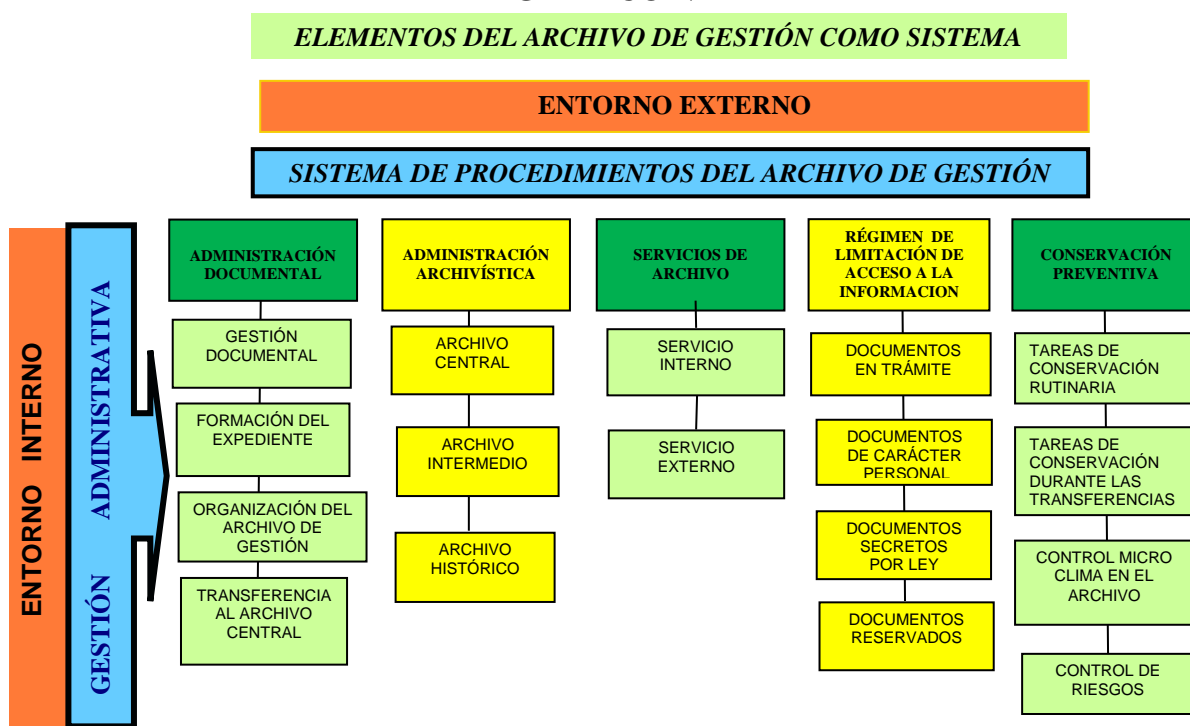 ELEMENTOS DEL ARCHIVO DE GESTIÓN COMO SISTEMA
ENTORNO EXTERNO
SISTEMA DE PROCEDIMIENTOS DEL ARCHIVO DE GESTIÓN
ENTORNO INTERNO
GESTIÓN ADMINISTRATIVA
ADMINISTRACIÓN
DOCUMENTAL
GESTIÓN
DOCUMENTAL
FORMACIÓN DEL
EXPEDIENTE
ORGANIZACIÓN DEL
ARCHIVO DE
GESTIÓN
TRANSFERENCIA
AL ARCHIVO
CENTRAL
ADMINISTRACIÓN
ARCHIVÍSTICA
ARCHIVO
CENTRAL
ARCHIVO
INTERMEDIO
ARCHIVO
HISTÓRICO
SERVICIOS DE
ARCHIVO
SERVICIO
INTERNO
SERVICIO
EXTERNO
RÉGIMEN DE
LIMITACIÓN DE
ACCESO A LA
INFORMACION
DOCUMENTOS
EN TRÁMITE
DOCUMENTOS
DE CARÁCTER
PERSONAL
DOCUMENTOS
SECRETOS
POR LEY
DOCUMENTOS
RESERVADOS
CONSERVACIÓN
PREVENTIVA
TAREAS DE
CONSERVACIÓN
RUTINARIA
TAREAS DE
CONSERVACIÓN
DURANTE LAS
TRANSFERENCIAS
CONTROL MICRO
CLIMA EN EL
ARCHIVO
CONTROL DE
RIESGOS